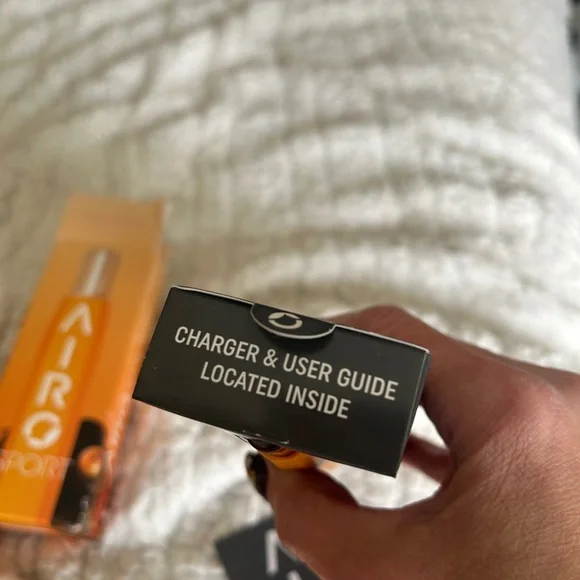 CHARGER & USER GUIDE
LOCATED INSIDE
AIRO
SPORT